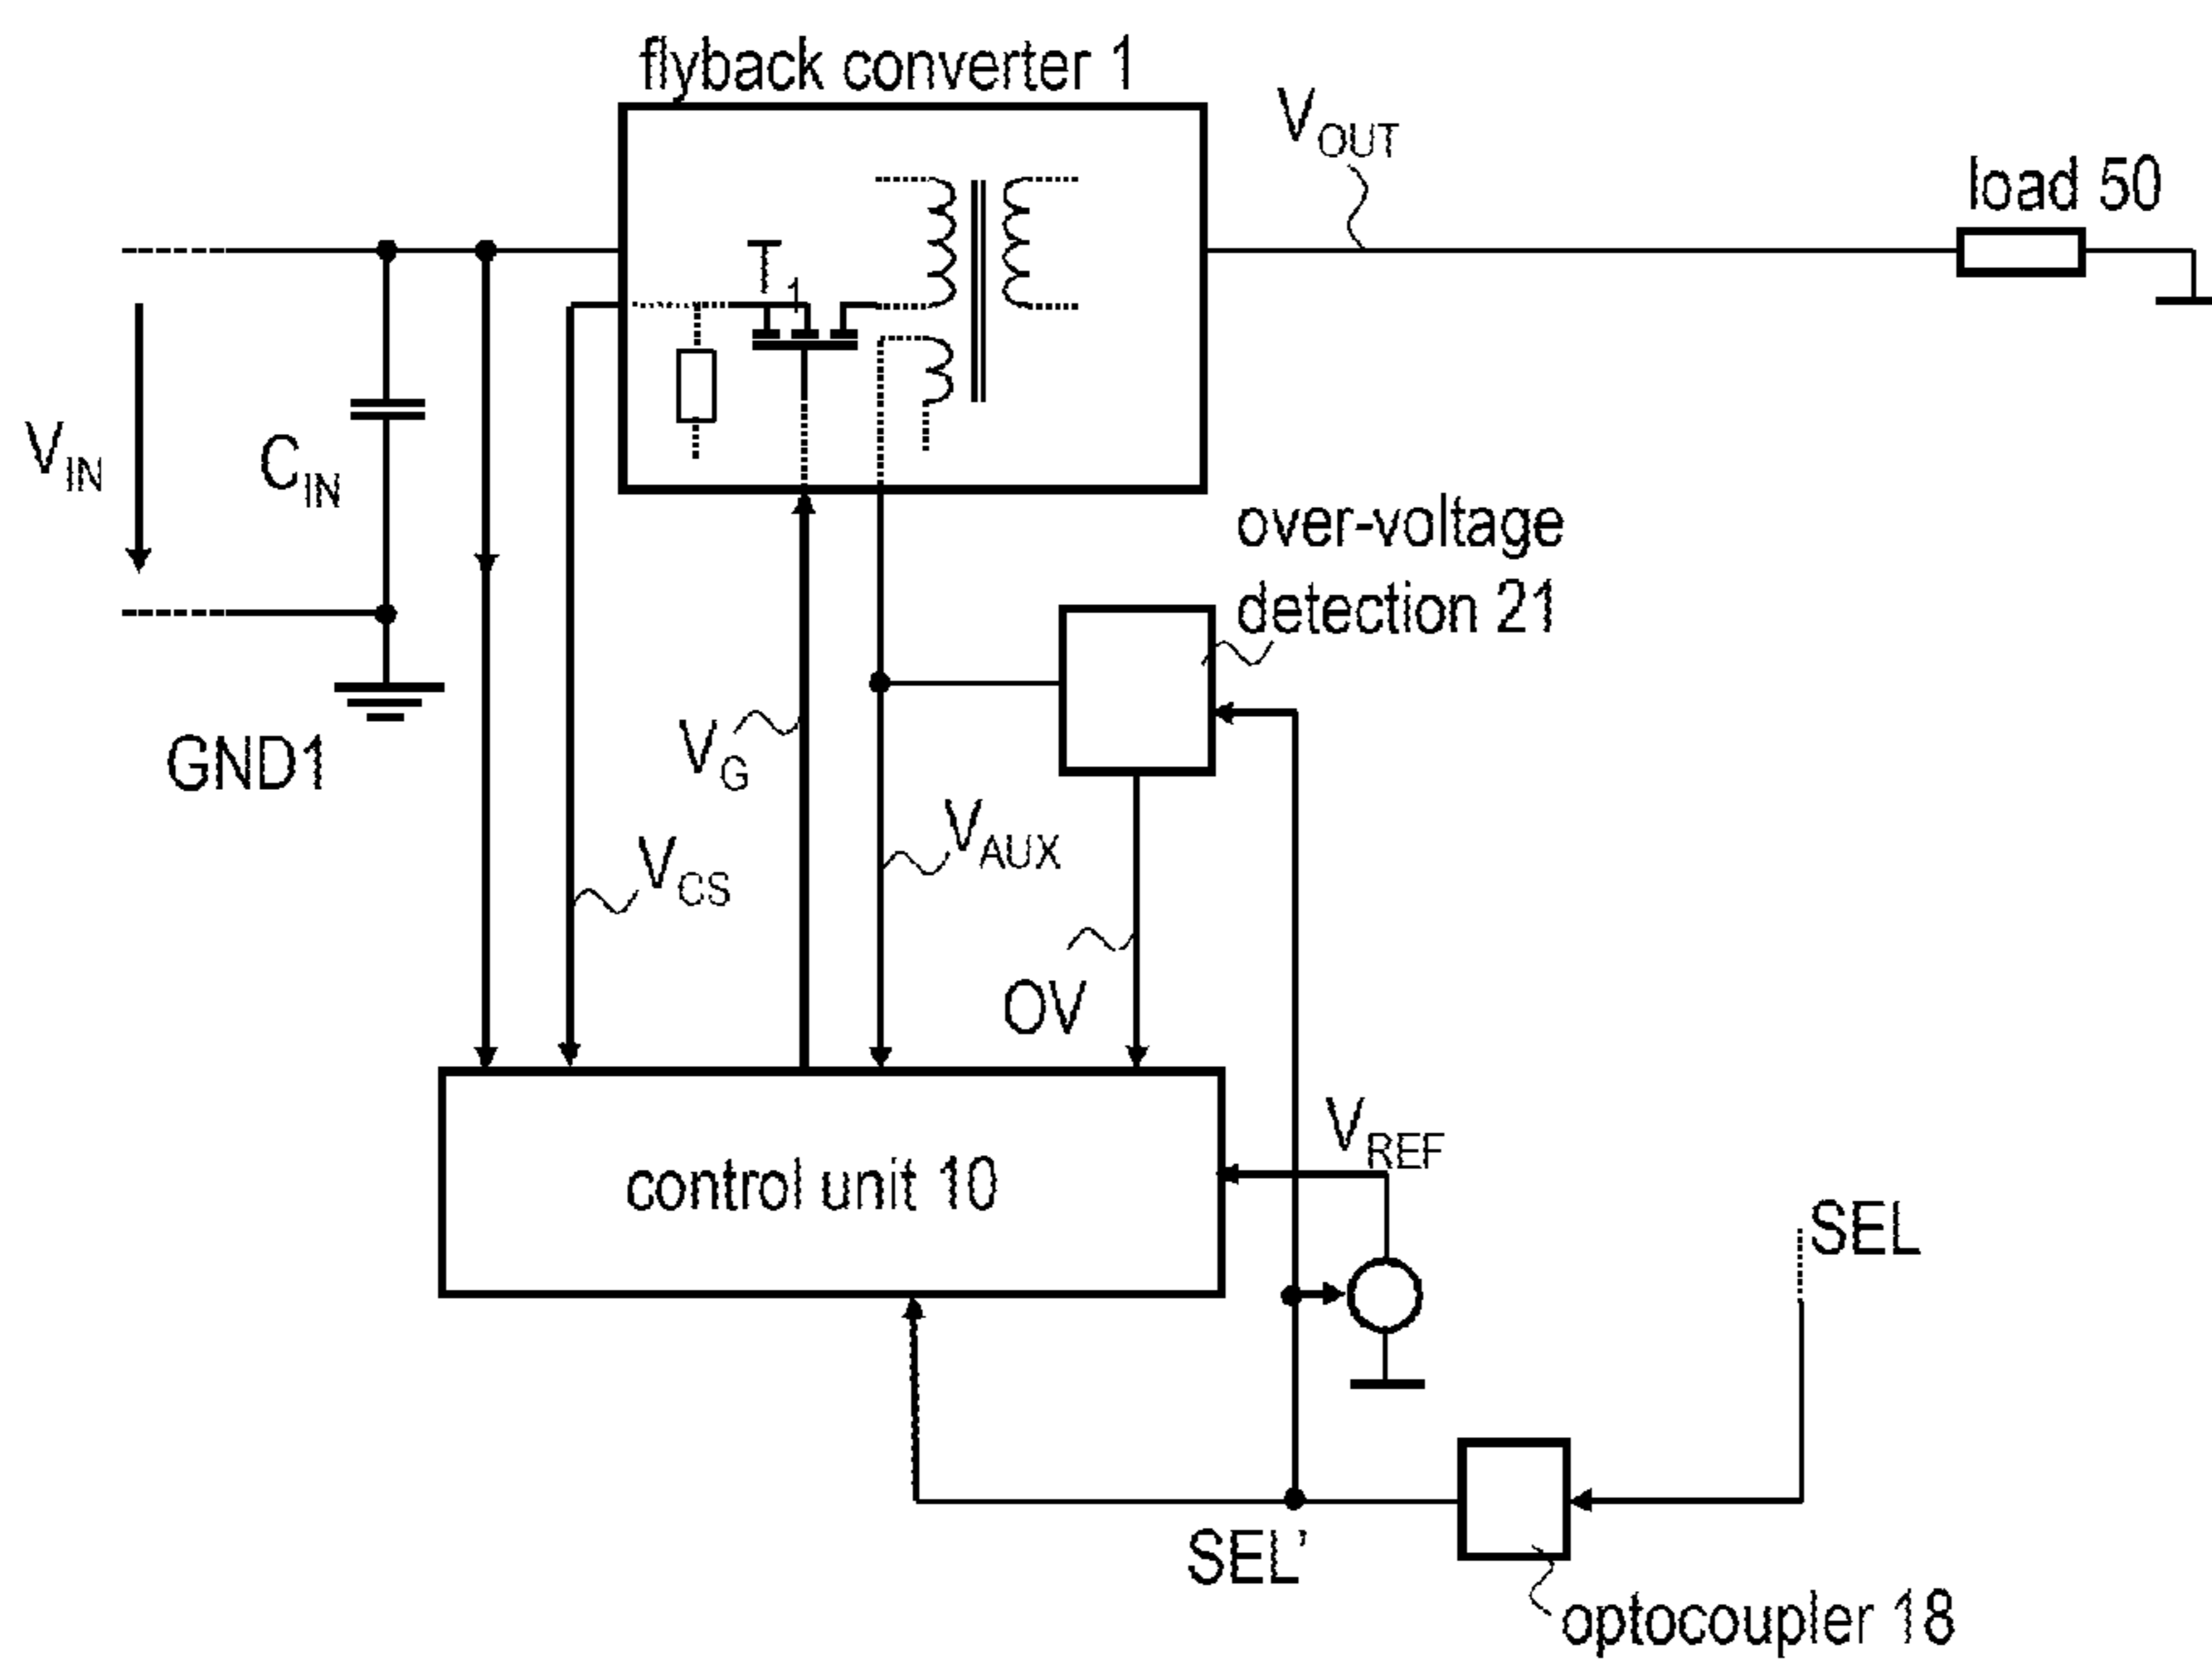 flyback converter 1
VOUT
load 50
T1
VIN
CIN
over-voltage
detection 21
GND1
VG
VAUX
VCS
OV
VREF
control unit 10
SEL
SEL'
optocoupler 18